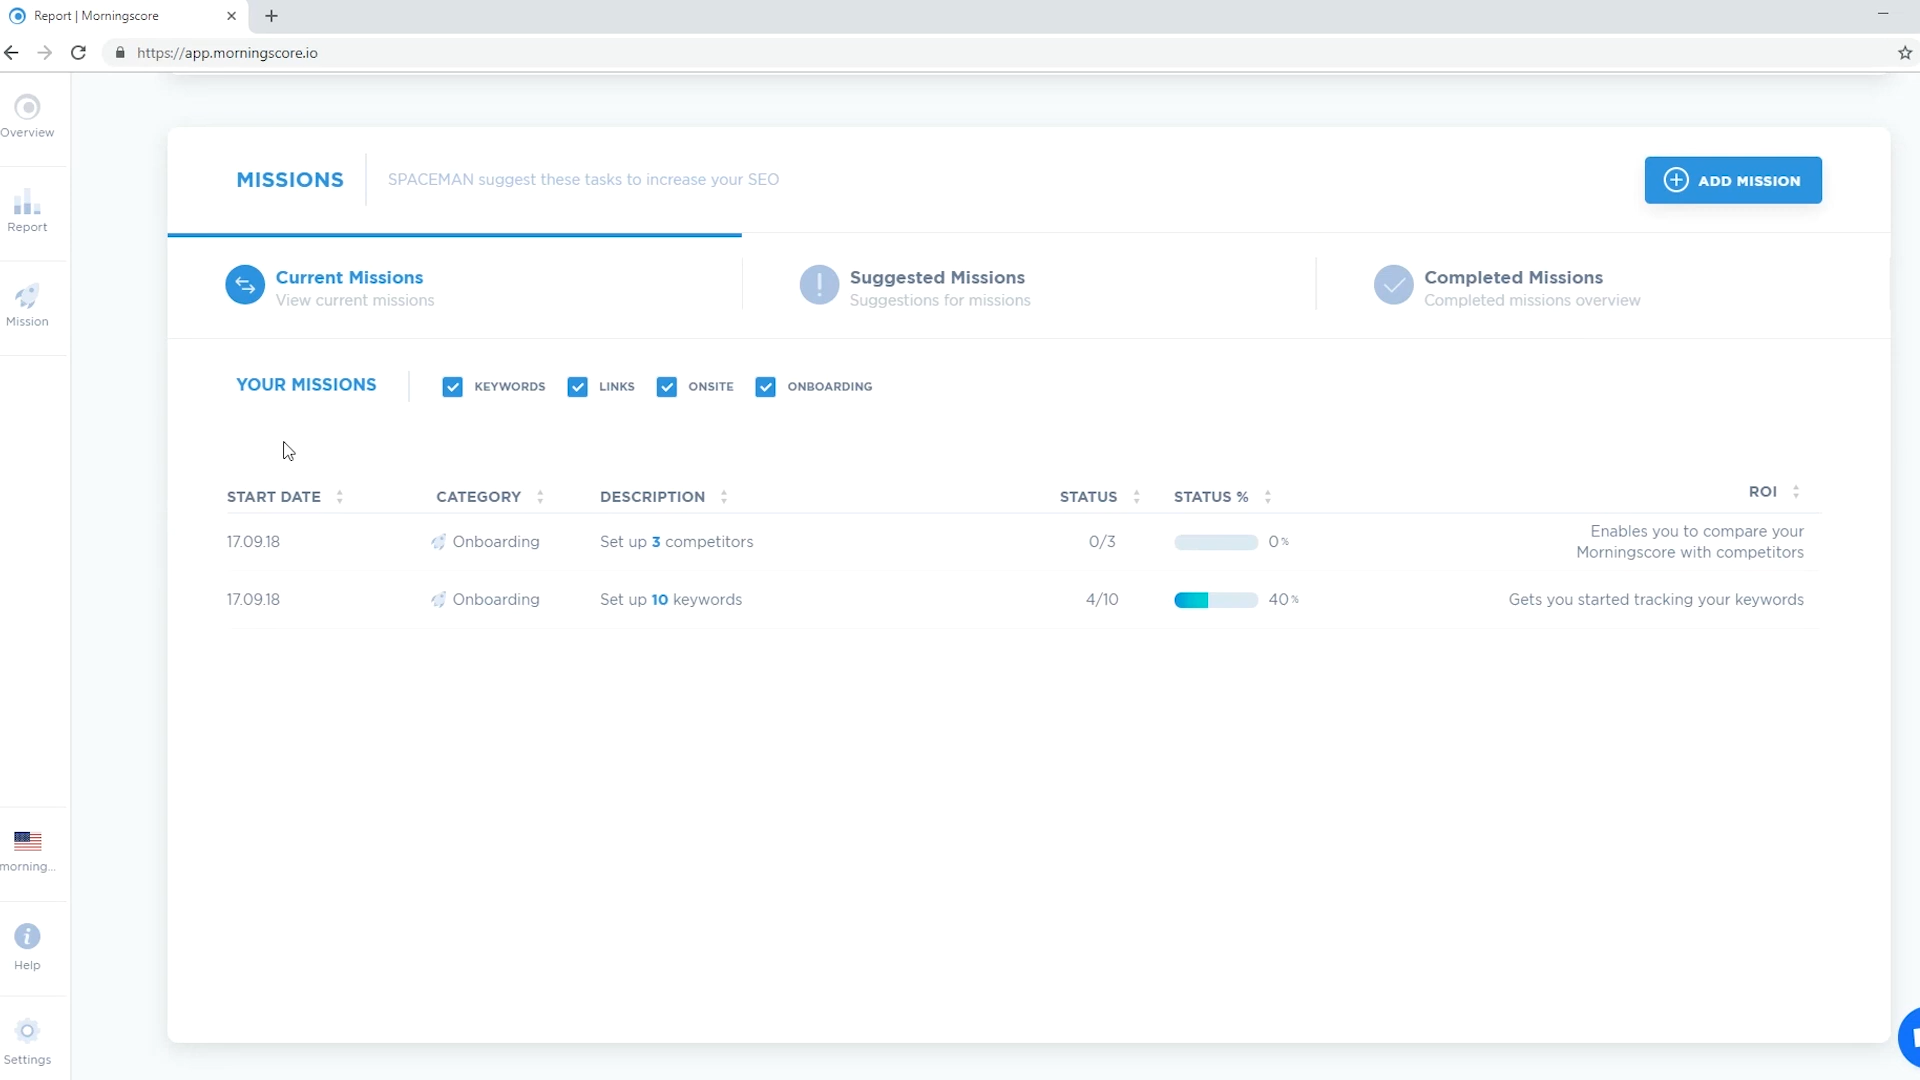 Report | Morningscore
https://app.morningscore.io
Overview
Report
Mission
morning...
Help
Settings
MISSIONS
SPACEMAN suggest these tasks to increase your SEO
ADD MISSION
Current Missions
View current missions
Suggested Missions
Suggestions for missions
Completed Missions
Completed missions overview
YOUR MISSIONS
KEYWORDS
LINKS
ONSITE
ONBOARDING
START DATE
CATEGORY
DESCRIPTION
STATUS
STATUS %
ROI
17.09.18
Onboarding
Set up 3 competitors
0/3
0%
Enables you to compare your
Morningscore with competitors
17.09.18
Onboarding
Set up 10 keywords
4/10
40%
Gets you started tracking your keywords